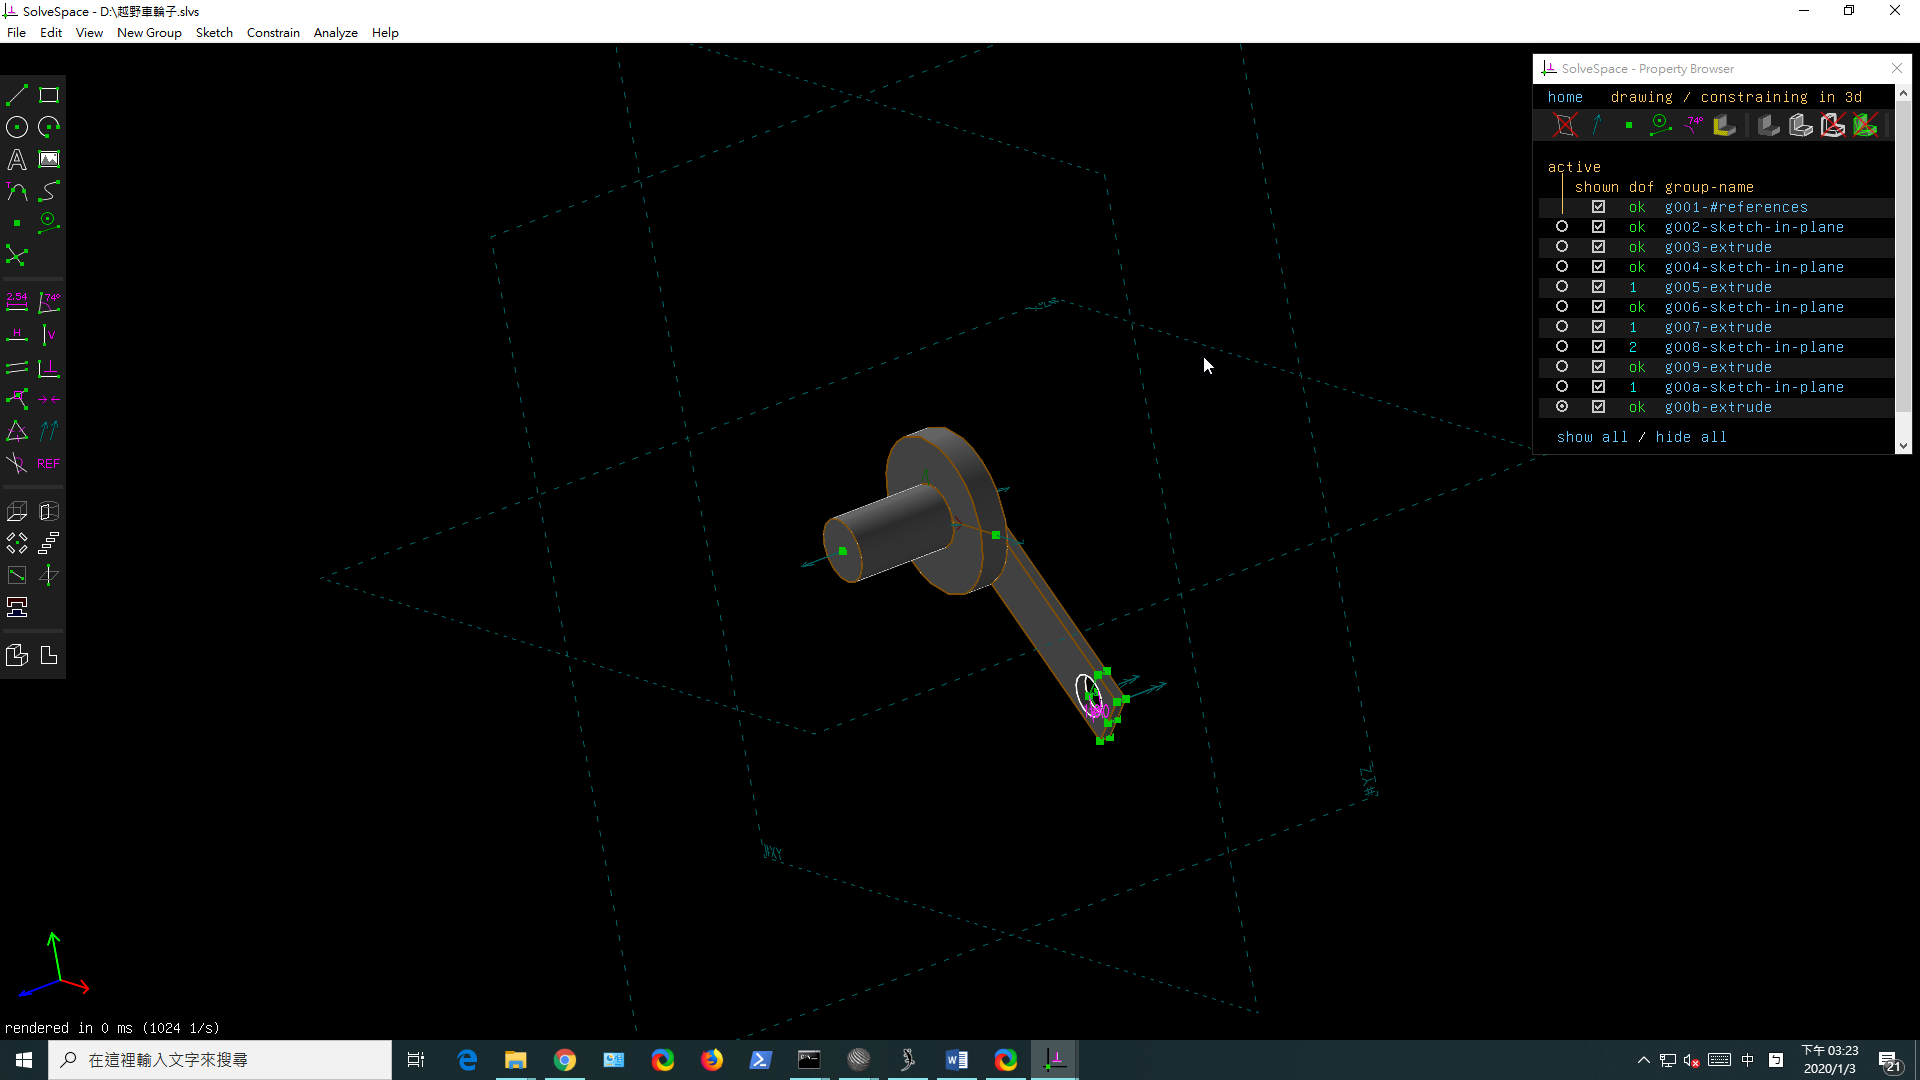 SolveSpace - D:\越野車輪子.slvs
File Edit View New Group Sketch Constrain Analyze Help
SolveSpace - Property Browser
home drawing / constraining in 3d
active
shown dof group-name
ok g001-#references
ok g002-sketch-in-plane
ok g003-extrude
ok g004-sketch-in-plane
1 g005-extrude
ok g006-sketch-in-plane
1 g007-extrude
2 g008-sketch-in-plane
ok g009-extrude
1 g00a-sketch-in-plane
ok g00b-extrude
show all / hide all
2.54 74°
H V
REF
#XY
#YZ
rendered in 0 ms (1024 1/s)
在這裡輸入文字來搜尋
中
下午 03:23
2020/1/3
21